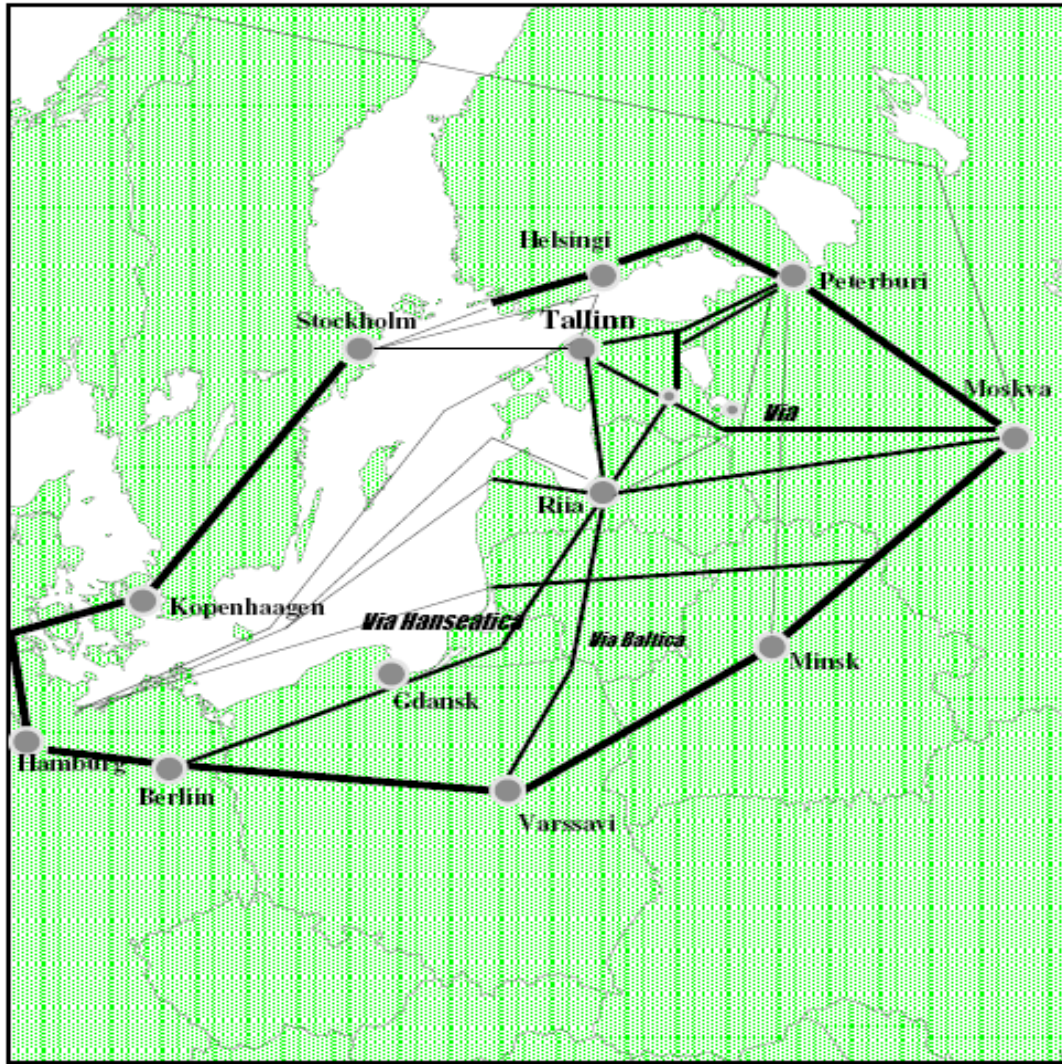 Helsingi
Peterburi
Stockholm
Tallinn
Moskva
Via
Riia
Kopenhaagen
Via Hanseatica
Via Baltica
Minsk
Gdansk
Hamburg
Berliin
Varssavi